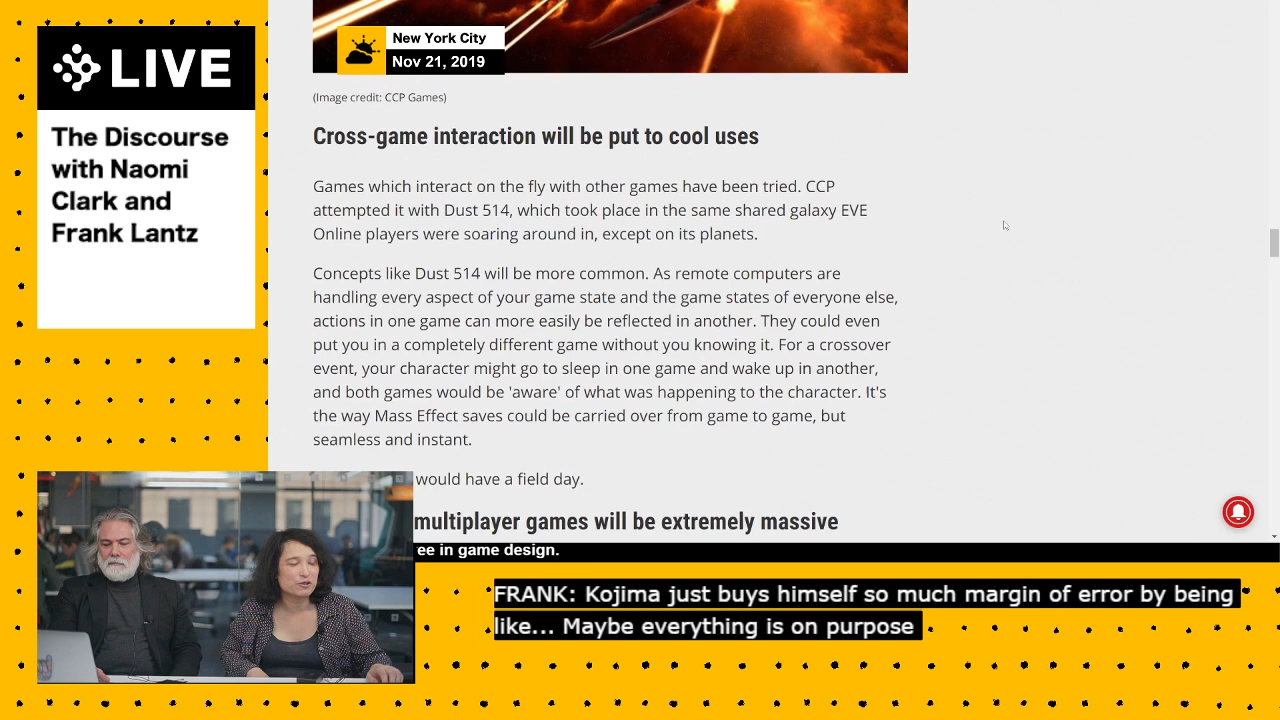 LIVE
The Discourse
with Naomi
Clark and
Frank Lantz
New York City
Nov 21, 2019
(Image credit: CCP Games)
Cross-game interaction will be put to cool uses
Games which interact on the fly with other games have been tried. CCP
attempted it with Dust 514, which took place in the same shared galaxy EVE
Online players were soaring around in, except on its planets.
Concepts like Dust 514 will be more common. As remote computers are
handling every aspect of your game state and the game states of everyone else,
actions in one game can more easily be reflected in another. They could even
put you in a completely different game without you knowing it. For a crossover
event, your character might go to sleep in one game and wake up in another,
and both games would be 'aware' of what was happening to the character. It's
the way Mass Effect saves could be carried over from game to game, but
seamless and instant.
would have a field day.
multiplayer games will be extremely massive
ee in game design.
FRANK: Kojima just buys himself so much margin of error by being
like... Maybe everything is on purpose